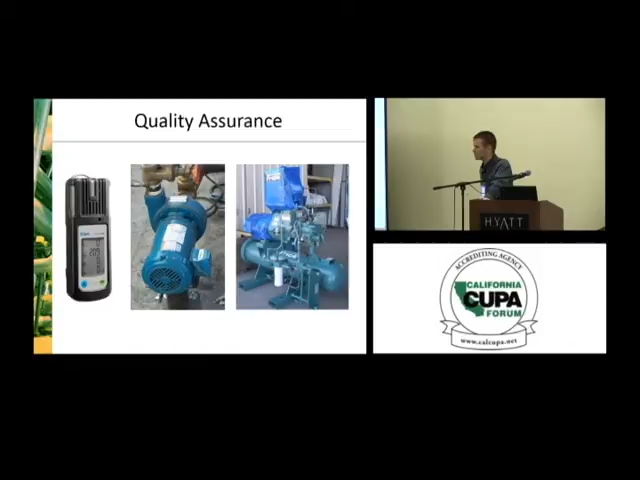 Quality Assurance
HYATT
ACCREDITING AGENCY
CALIFORNIA
CUPA
FORUM
www.calcupa.net